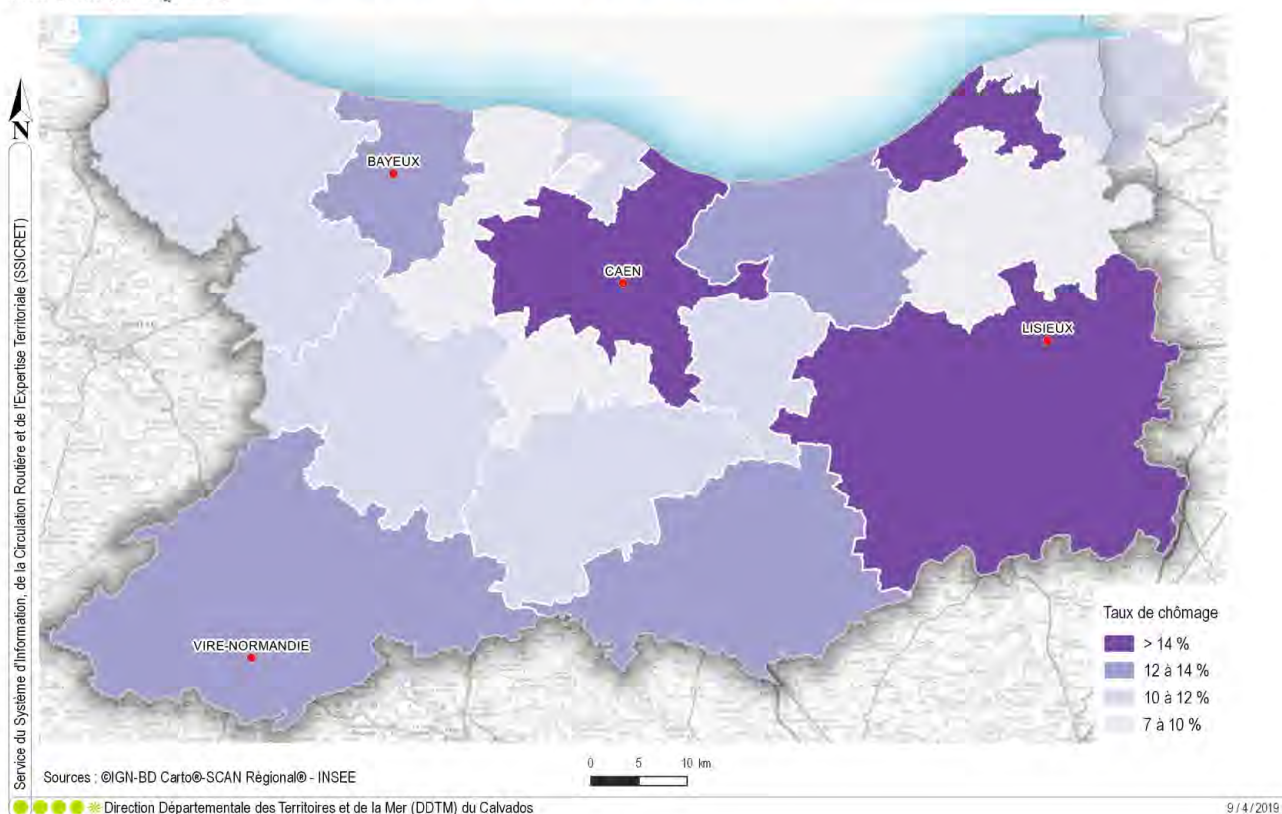 N
Service du Système d'Information, de la Circulation Routière et de l'Expertise Territoriale (SSICRET)
BAYEUX
CAEN
LISIEUX
VIRE-NORMANDIE
Taux de chômage
> 14 %
12 à 14 %
10 à 12 %
7 à 10 %
0 5 10 km
Sources : ©IGN-BD Carto®-SCAN Régional® - INSEE
Direction Départementale des Territoires et de la Mer (DDTM) du Calvados
9 / 4 / 2019